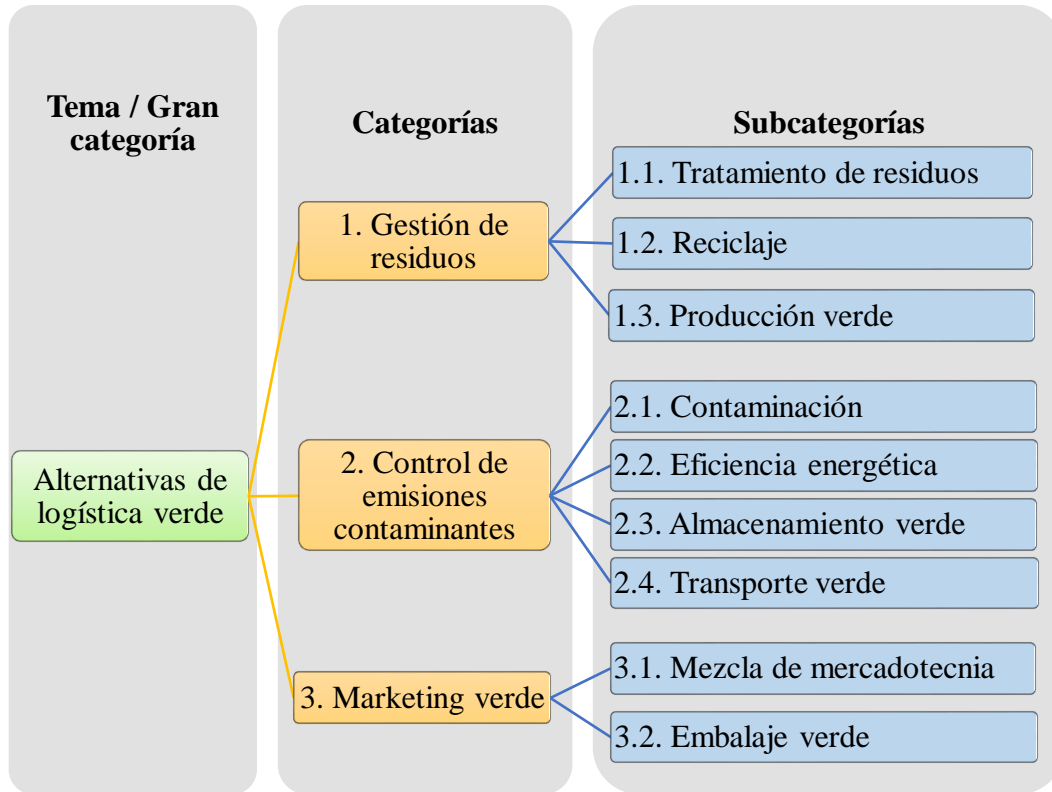 Tema / Gran
categoría
Categorías
Subcategorías
Alternativas de
logística verde
1. Gestión de
residuos
1.1. Tratamiento de residuos
1.2. Reciclaje
1.3. Producción verde
2. Control de
emisiones
contaminantes
2.1. Contaminación
2.2. Eficiencia energética
2.3. Almacenamiento verde
2.4. Transporte verde
3. Marketing verde
3.1. Mezcla de mercadotecnia
3.2. Embalaje verde